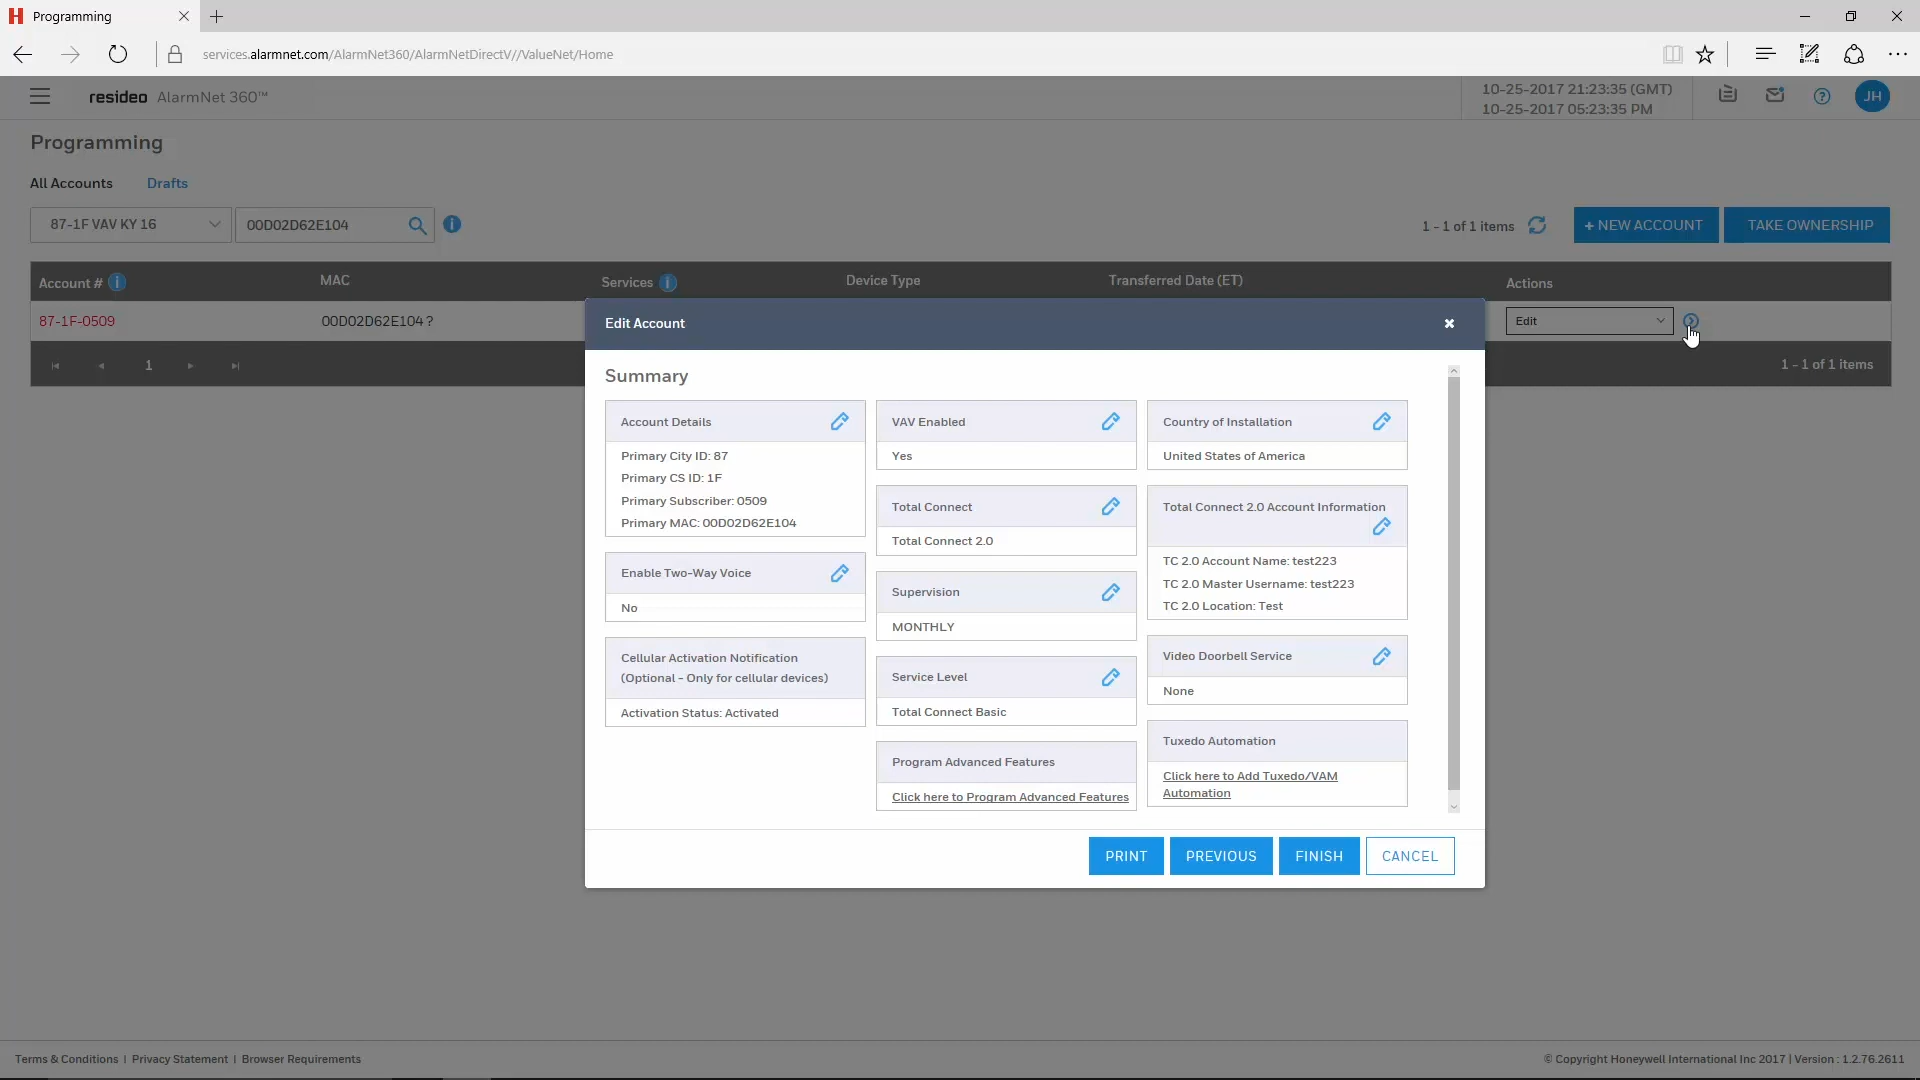 Programming
services.alarmnet.com/AlarmNet360/AlarmNetDirectV//ValueNet/Home
resideo AlarmNet 360™
10-25-2017 21:23:35 (GMT)
10-25-2017 05:23:35 PM
JH
Programming
All Accounts Drafts
87-1F VAV KY 16
00D02D62E104
1 - 1 of 1 items
+ NEW ACCOUNT
TAKE OWNERSHIP
Account # MAC Services Device Type Transferred Date (ET) Actions
87-1F-0509 00D02D62E104 ? Edit
1
1 - 1 of 1 items
Edit Account
Summary
Account Details
Primary City ID: 87
Primary CS ID: 1F
Primary Subscriber: 0509
Primary MAC: 00D02D62E104
Enable Two-Way Voice
No
Cellular Activation Notification
(Optional - Only for cellular devices)
Activation Status: Activated
VAV Enabled
Yes
Total Connect
Total Connect 2.0
Supervision
MONTHLY
Service Level
Total Connect Basic
Program Advanced Features
Click here to Program Advanced Features
Country of Installation
United States of America
Total Connect 2.0 Account Information
TC 2.0 Account Name: test223
TC 2.0 Master Username: test223
TC 2.0 Location: Test
Video Doorbell Service
None
Tuxedo Automation
Click here to Add Tuxedo/VAM
Automation
PRINT
PREVIOUS
FINISH
CANCEL
Terms & Conditions | Privacy Statement | Browser Requirements
© Copyright Honeywell International Inc 2017 | Version : 1.2.76.2611